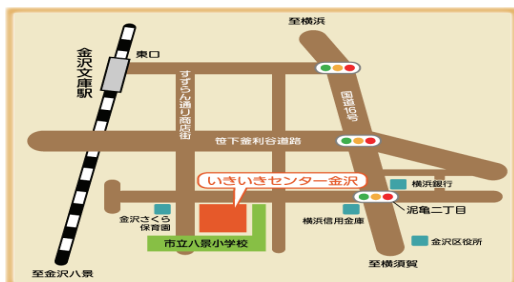 至横浜
金沢文庫駅
東口
すずらん通り商店街
国道16号
笹下釜利谷道路
いきいきセンター金沢
横浜銀行
金沢さくら
保育園
横浜信用金庫
泥亀二丁目
市立八景小学校
金沢区役所
至金沢八景
至横須賀